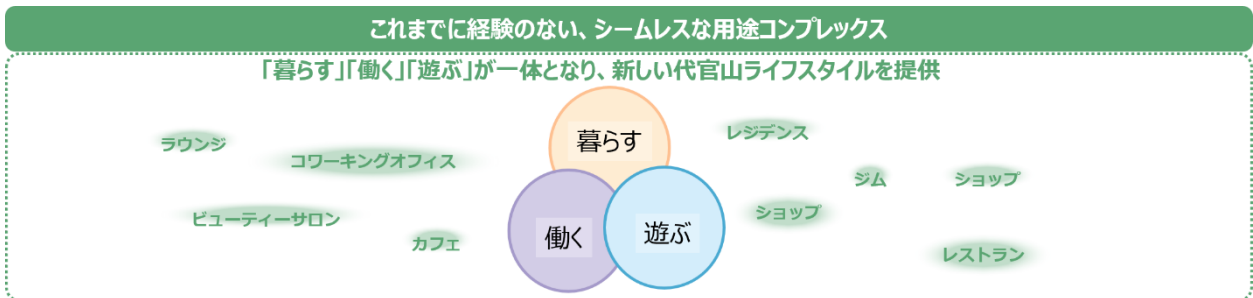 これまでに経験のない、シームレスな用途コンプレックス
「暮らす」「働く」「遊ぶ」が一体となり、新しい代官山ライフスタイルを提供
ラウンジ
コワーキングオフィス
ビューティーサロン
カフェ
暮らす
働く
遊ぶ
レジデンス
ジム
ショップ
ショップ
レストラン